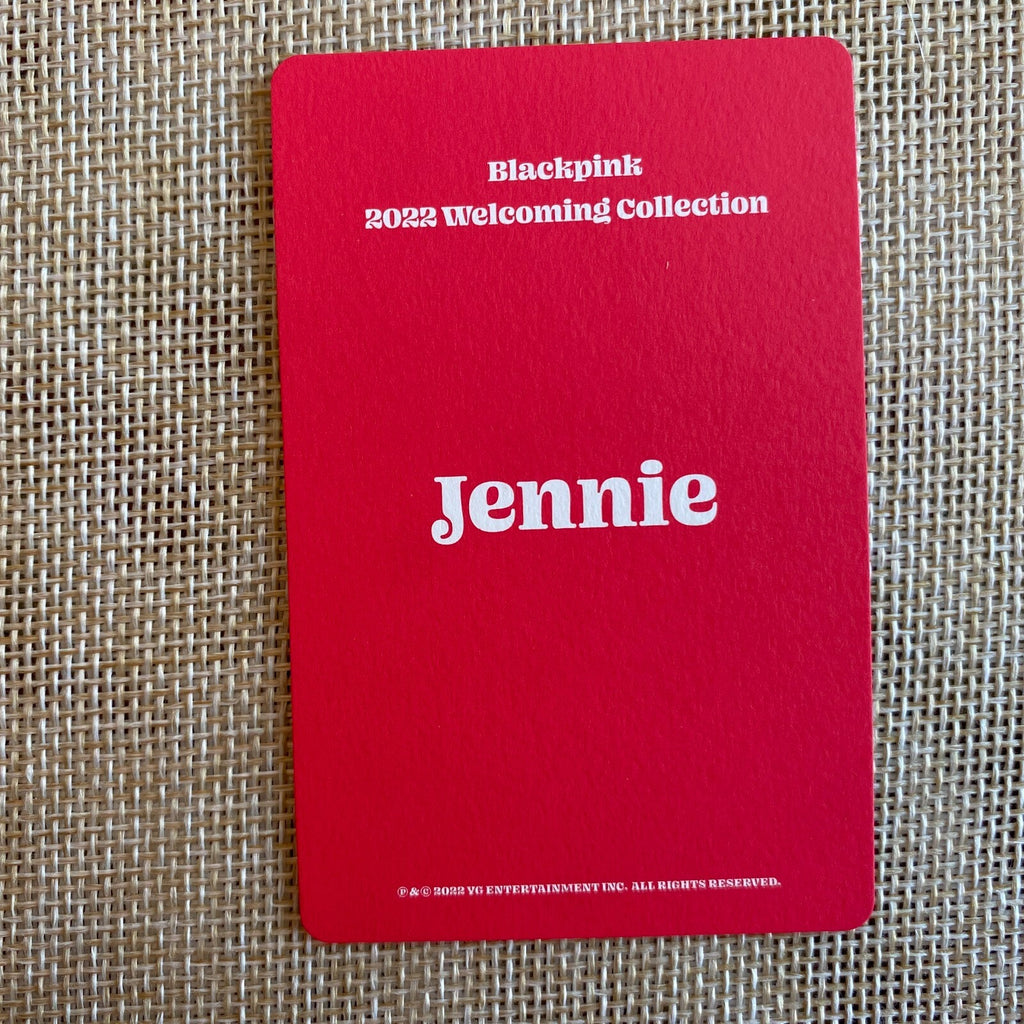 Blackpink
2022 Welcoming Collection
Jennie
℗ & © 2022 YG ENTERTAINMENT INC. ALL RIGHTS RESERVED.